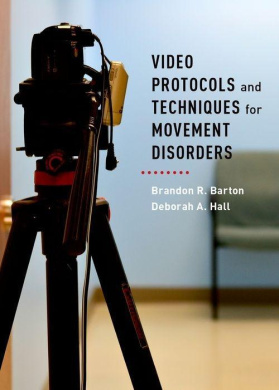 VIDEO
PROTOCOLS and
TECHNIQUES for
MOVEMENT
DISORDERS
Brandon R. Barton
Deborah A. Hall